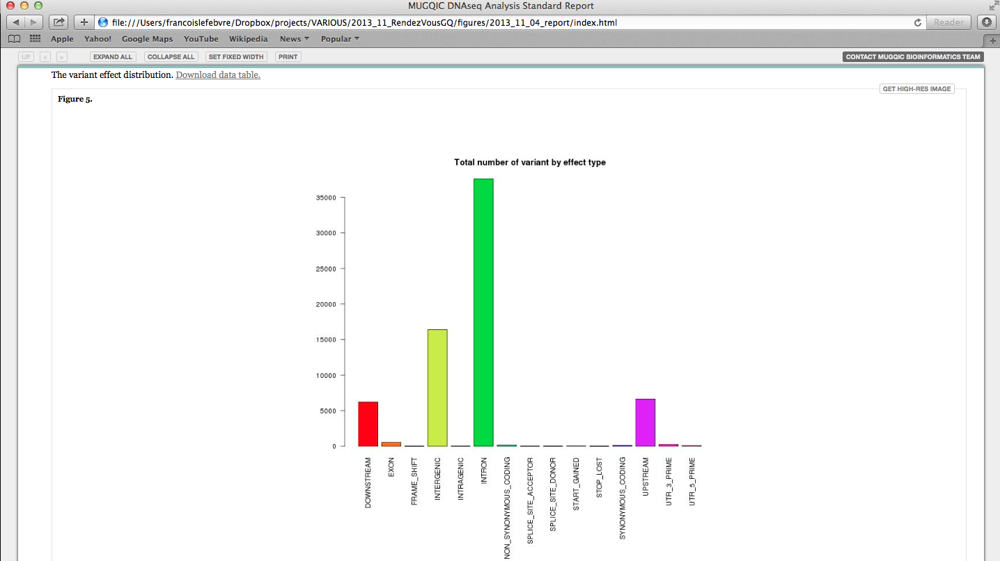 MUGQIC DNAseq Analysis Standard Report
file:///Users/francoislefebvre/Dropbox/projects/VARIOUS/2013_11_RendezVousGQ/figures/2013_11_04_report/index.html
Reader
Apple Yahoo! Google Maps YouTube Wikipedia News Popular
UP < > EXPAND ALL COLLAPSE ALL SET FIXED WIDTH PRINT CONTACT MUGQIC BIOINFORMATICS TEAM
The variant effect distribution. Download data table.
GET HIGH-RES IMAGE
Figure 5.
Total number of variant by effect type
35000
30000
25000
20000
15000
10000
5000
0
DOWNSTREAM
EXON
FRAME_SHIFT
INTERGENIC
INTRAGENIC
INTRON
NON_SYNONYMOUS_CODING
SPLICE_SITE_ACCEPTOR
SPLICE_SITE_DONOR
START_GAINED
STOP_LOST
SYNONYMOUS_CODING
UPSTREAM
UTR_3_PRIME
UTR_5_PRIME